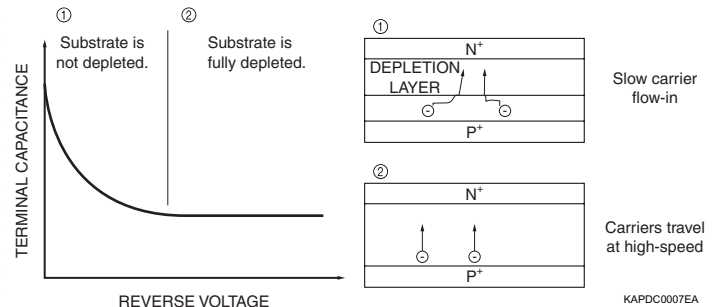 ①
②
Substrate is
not depleted.
Substrate is
fully depleted.
TERMINAL CAPACITANCE
REVERSE VOLTAGE
①
N+
DEPLETION
LAYER
- -
P+
Slow carrier
flow-in
②
N+
- -
P+
Carriers travel
at high-speed
KAPDC0007EA